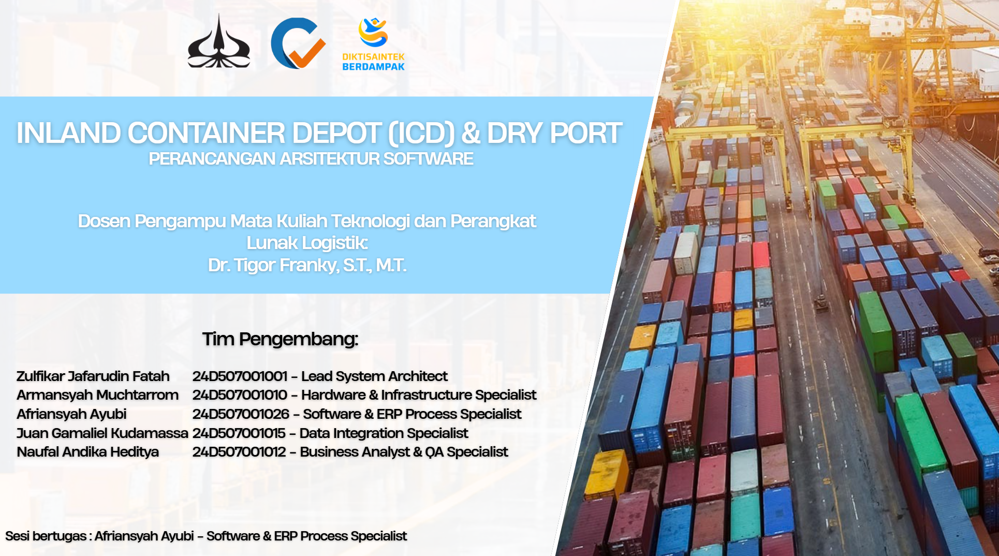 DIKTISAINTEK
BERDAMPAK
INLAND CONTAINER DEPOT (ICD) & DRY PORT
PERANCANGAN ARSITEKTUR SOFTWARE
Dosen Pengampu Mata Kuliah Teknologi dan Perangkat
Lunak Logistik:
Dr. Tigor Franky, S.T., M.T.
Tim Pengembang:
Zulfikar Jafarudin Fatah 24D507001001 - Lead System Architect
Armansyah Muchtarrom 24D507001010 - Hardware & Infrastructure Specialist
Afriansyah Ayubi 24D507001026 - Software & ERP Process Specialist
Juan Gamaliel Kudamassa 24D507001015 - Data Integration Specialist
Naufal Andika Heditya 24D507001012 - Business Analyst & QA Specialist
Sesi bertugas : Afriansyah Ayubi - Software & ERP Process Specialist